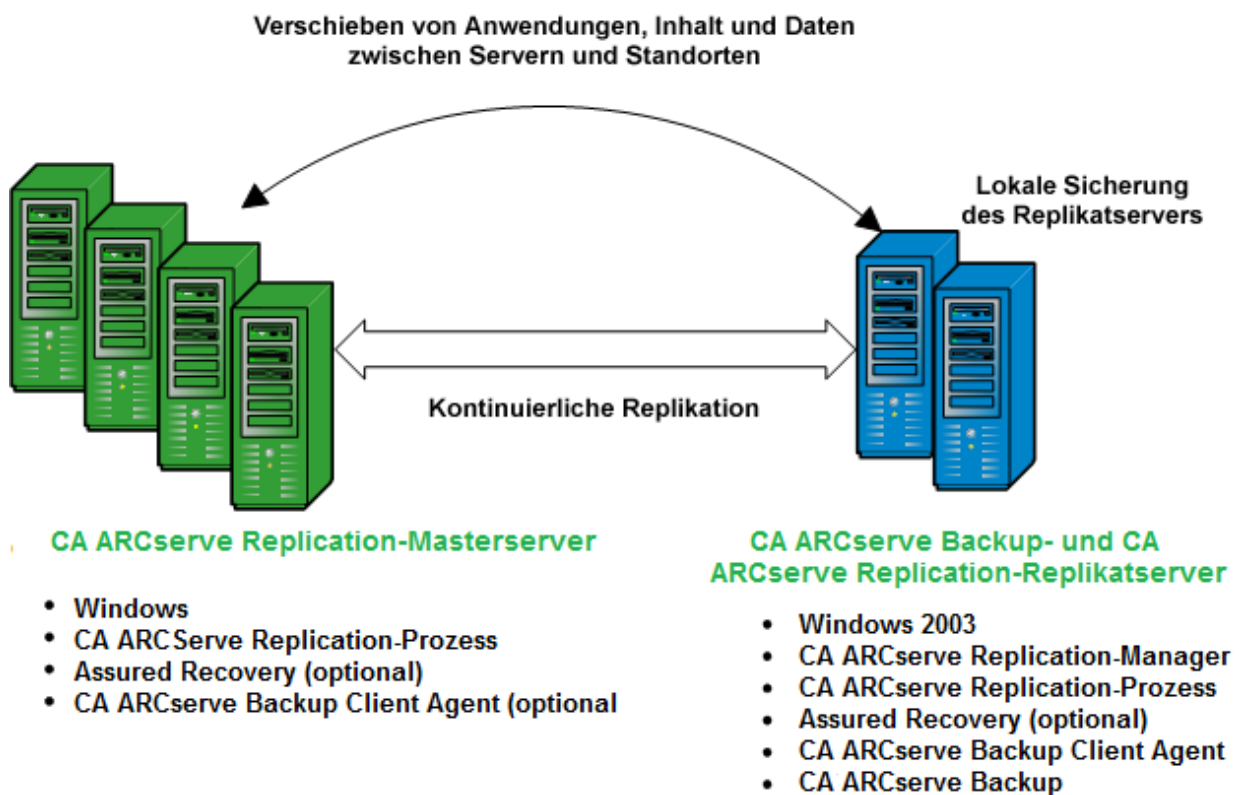 Verschieben von Anwendungen, Inhalt und Daten
zwischen Servern und Standorten
Lokale Sicherung
des Replikatservers
Kontinuierliche Replikation
CA ARCserve Replication-Masterserver
• Windows
• CA ARCServe Replication-Prozess
• Assured Recovery (optional)
• CA ARCserve Backup Client Agent (optional
CA ARCserve Backup- und CA
ARCserve Replication-Replikatserver
• Windows 2003
• CA ARCserve Replication-Manager
• CA ARCserve Replication-Prozess
• Assured Recovery (optional)
• CA ARCserve Backup Client Agent
• CA ARCserve Backup